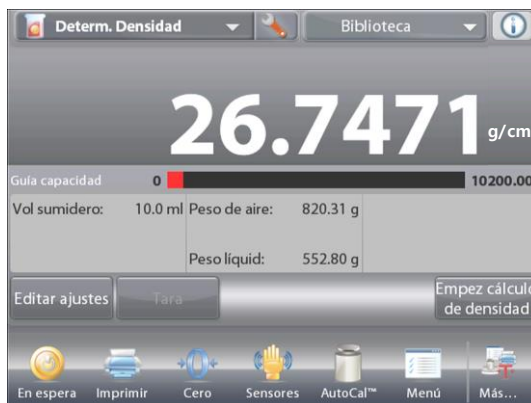 Determ. Densidad
Biblioteca
26.7471 g/cm
Guía capacidad 0 10200.00
Vol sumidero: 10.0 ml Peso de aire: 820.31 g
Peso líquid: 552.80 g
Editar ajustes
Tara
Empez cálculo
de densidad
En espera Imprimir →0← Cero Sensores AutoCal™ Menú Más...